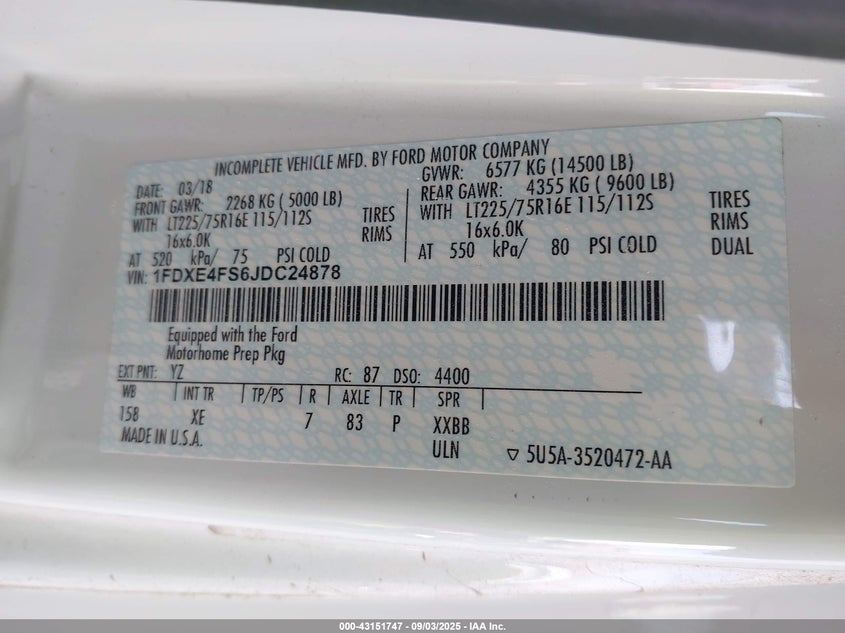 INCOMPLETE VEHICLE MFD. BY FORD MOTOR COMPANY
DATE: 03/18
GVWR: 6577 KG (14500 LB)
FRONT GAWR: 2268 KG ( 5000 LB)
REAR GAWR: 4355 KG ( 9600 LB)
WITH LT225/75R16E 115/112S TIRES
WITH LT225/75R16E 115/112S TIRES
16x6.0K RIMS
16x6.0K RIMS
AT 520 kPa/ 75 PSI COLD
AT 550 kPa/ 80 PSI COLD DUAL
VIN: 1FDXE4FS6JDC24878
Equipped with the Ford
Motorhome Prep Pkg
EXT PNT: YZ RC: 87 DSO: 4400
WB INT TR TP/PS R AXLE TR SPR
158 XE 7 83 P XXBB
MADE IN U.S.A. ULN ▽ 5U5A-3520472-AA
000-43151747 - 09/03/2025 - IAA Inc.